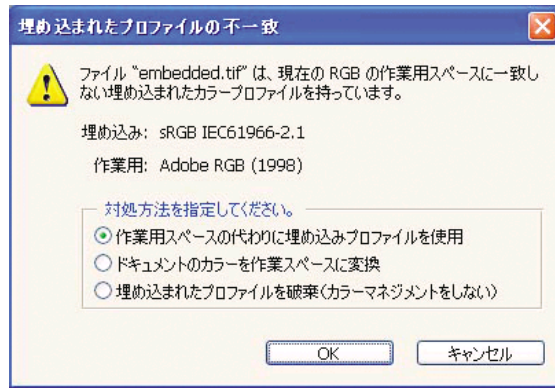 埋め込まれたプロファイルの不一致
ファイル "embedded.tif" は、現在の RGB の作業用スペースに一致し
ない埋め込まれたカラープロファイルを持っています。
埋め込み: sRGB IEC61966-2.1
作業用: Adobe RGB (1998)
対処方法を指定してください。
作業用スペースの代わりに埋め込みプロファイルを使用
ドキュメントのカラーを作業スペースに変換
埋め込まれたプロファイルを破棄(カラーマネジメントをしない)
OK
キャンセル